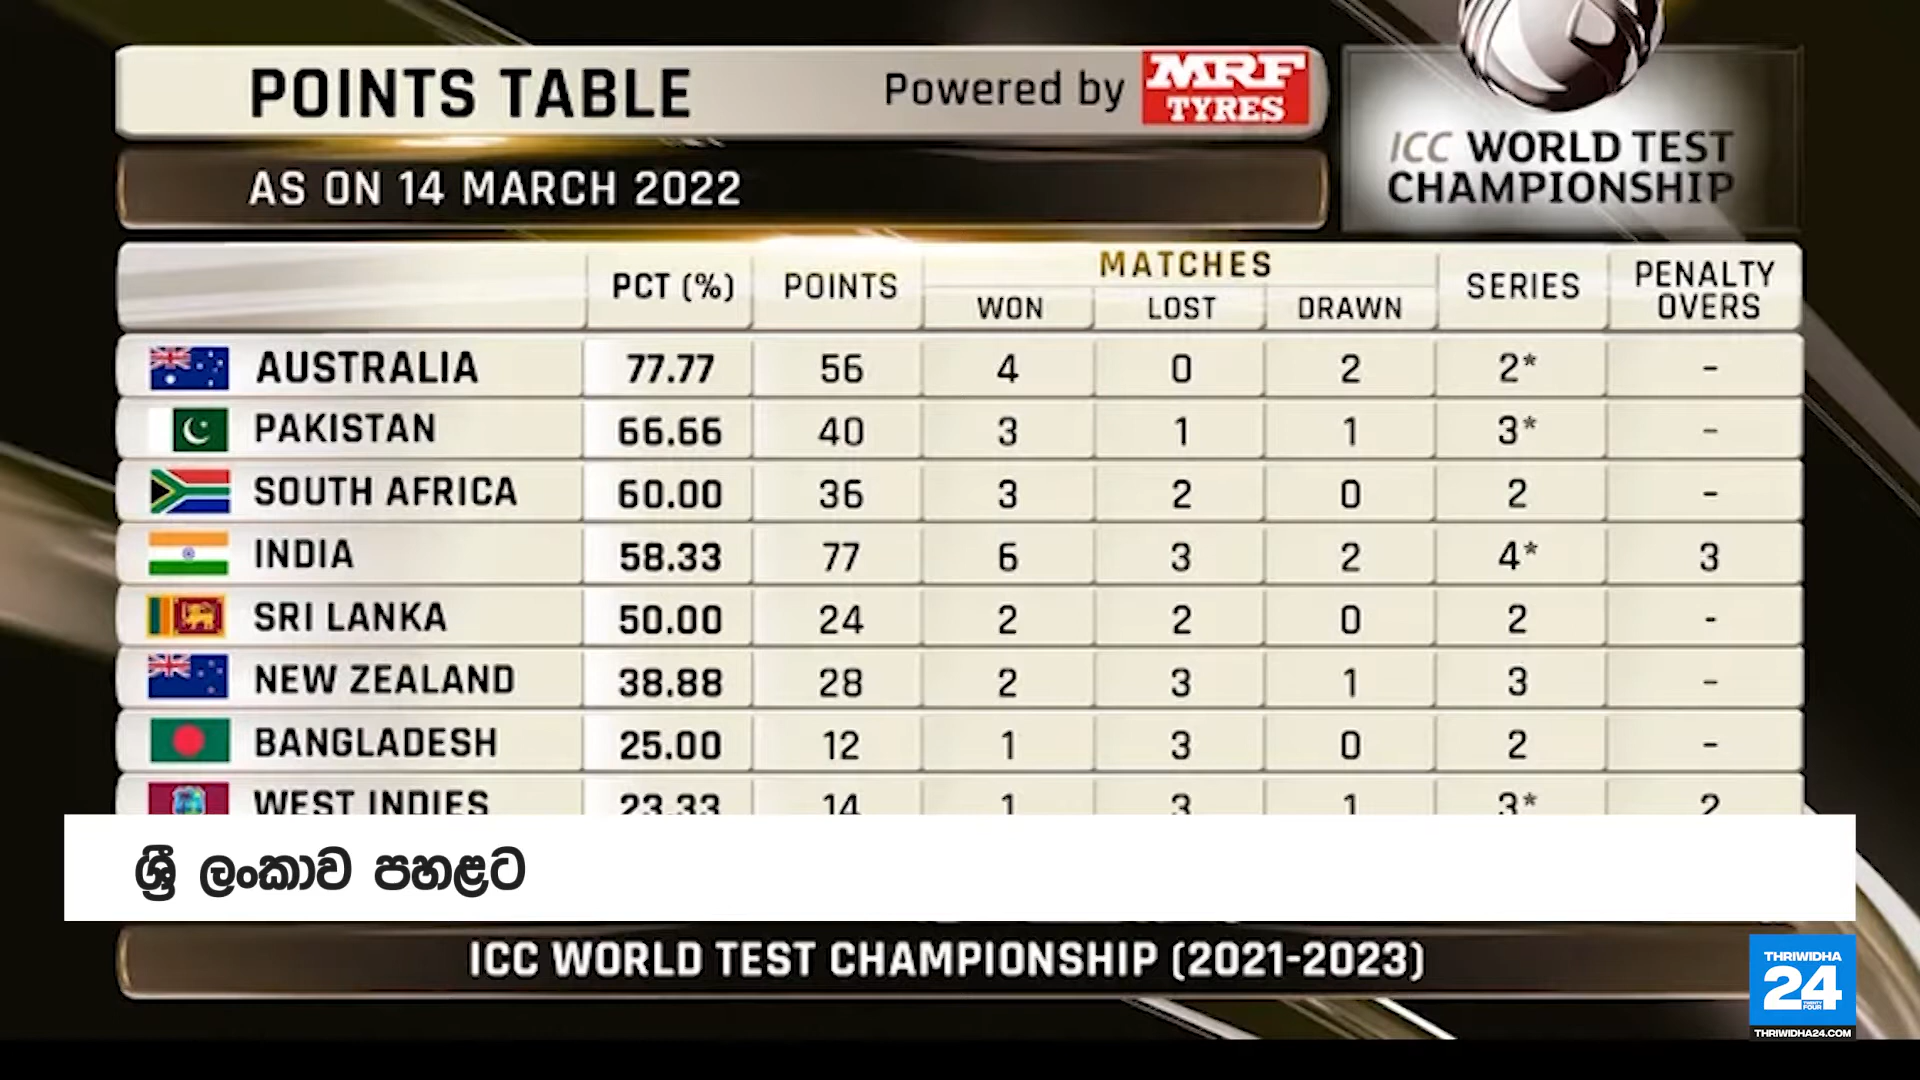 POINTS TABLE Powered by MRF TYRES
AS ON 14 MARCH 2022
ICC WORLD TEST CHAMPIONSHIP
PCT (%) POINTS MATCHES WON LOST DRAWN SERIES PENALTY OVERS
AUSTRALIA 77.77 56 4 0 2 2* -
PAKISTAN 66.66 40 3 1 1 3* -
SOUTH AFRICA 60.00 36 3 2 0 2 -
INDIA 58.33 77 6 3 2 4* 3
SRI LANKA 50.00 24 2 2 0 2 -
NEW ZEALAND 38.88 28 2 3 1 3 -
BANGLADESH 25.00 12 1 3 0 2 -
WEST INDIES 23.33 14 1 3 1 3* 2
ශ්‍රී ලංකාව පහළට
ICC WORLD TEST CHAMPIONSHIP (2021-2023)
THRIWIDHA
24
TWENTY FOUR
THRIWIDHA24.COM